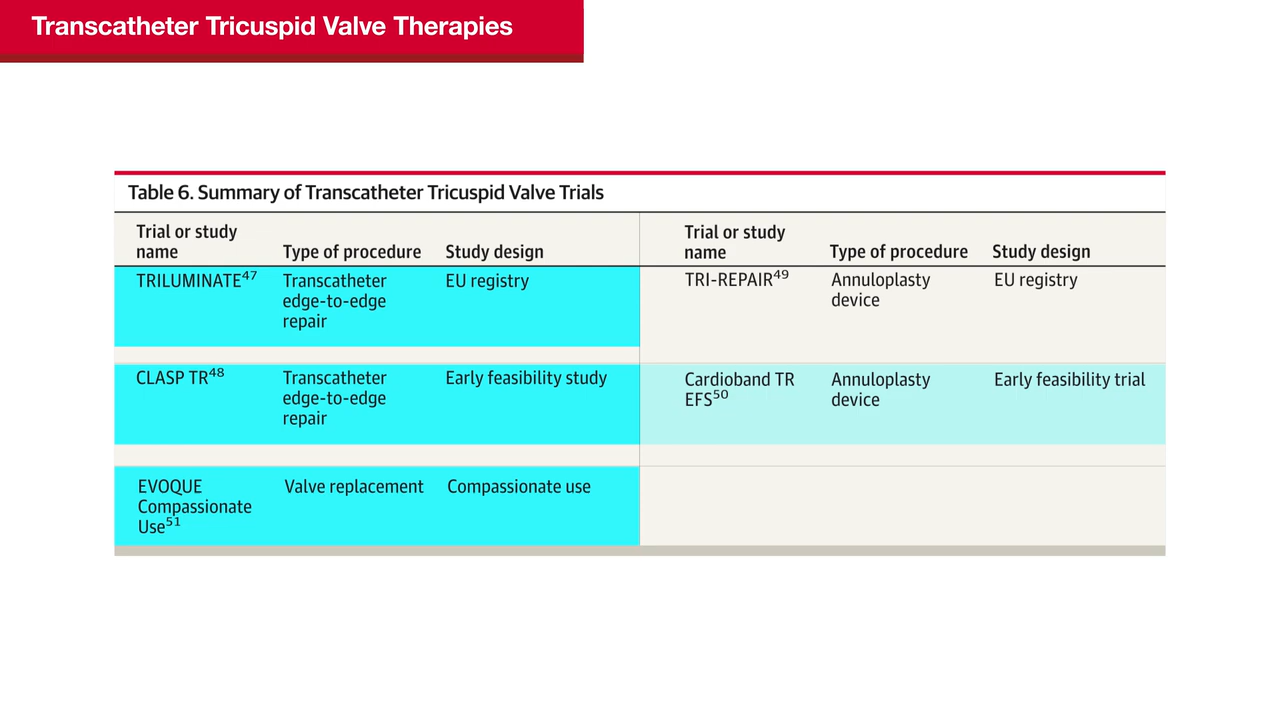 Transcatheter Tricuspid Valve Therapies
Table 6. Summary of Transcatheter Tricuspid Valve Trials
Trial or study name
Type of procedure
Study design
TRILUMINATE47
Transcatheter
edge-to-edge
repair
EU registry
CLASP TR48
Transcatheter
edge-to-edge
repair
Early feasibility study
EVOQUE
Compassionate
Use51
Valve replacement
Compassionate use
Trial or study
name
Type of procedure
Study design
TRI-REPAIR49
Annuloplasty
device
EU registry
Cardioband TR
EFS50
Annuloplasty
device
Early feasibility trial